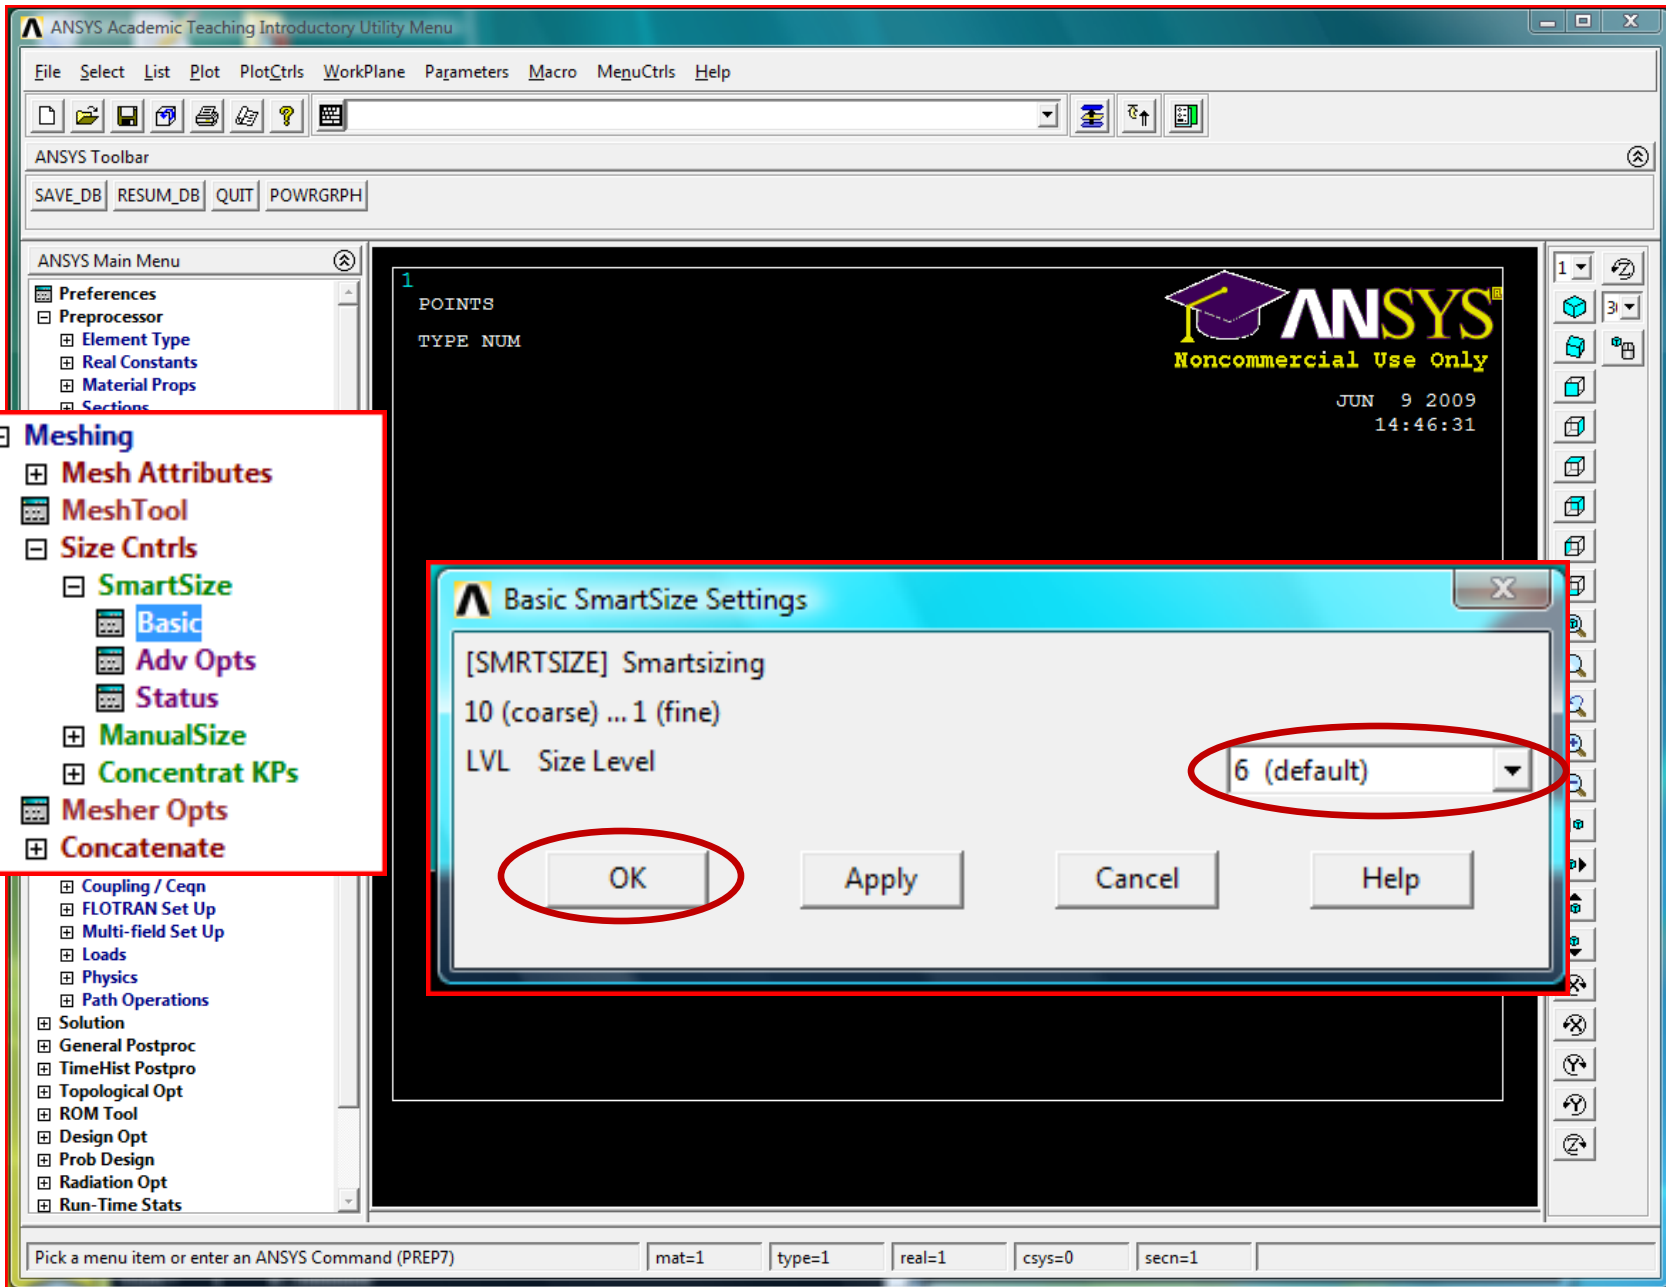 ANSYS Academic Teaching Introductory Utility Menu
File Select List Plot PlotCtrls WorkPlane Parameters Macro MenuCtrls Help
ANSYS Toolbar
SAVE_DB RESUM_DB QUIT POWRGRPH
ANSYS Main Menu
Preferences
Preprocessor
Element Type
Real Constants
Material Props
Sections
Meshing
Mesh Attributes
MeshTool
Size Cntrls
SmartSize
Basic
Adv Opts
Status
ManualSize
Concentrat KPs
Mesher Opts
Concatenate
Coupling / Ceqn
FLOTRAN Set Up
Multi-field Set Up
Loads
Physics
Path Operations
Solution
General Postproc
TimeHist Postpro
Topological Opt
ROM Tool
Design Opt
Prob Design
Radiation Opt
Run-Time Stats
1
POINTS
TYPE NUM
ANSYS®
Noncommercial Use Only
JUN 9 2009
14:46:31
Basic SmartSize Settings
[SMRTSIZE] Smartsizing
10 (coarse) ... 1 (fine)
LVL Size Level
6 (default)
OK Apply Cancel Help
1
Pick a menu item or enter an ANSYS Command (PREP7)
mat=1 type=1 real=1 csys=0 secn=1